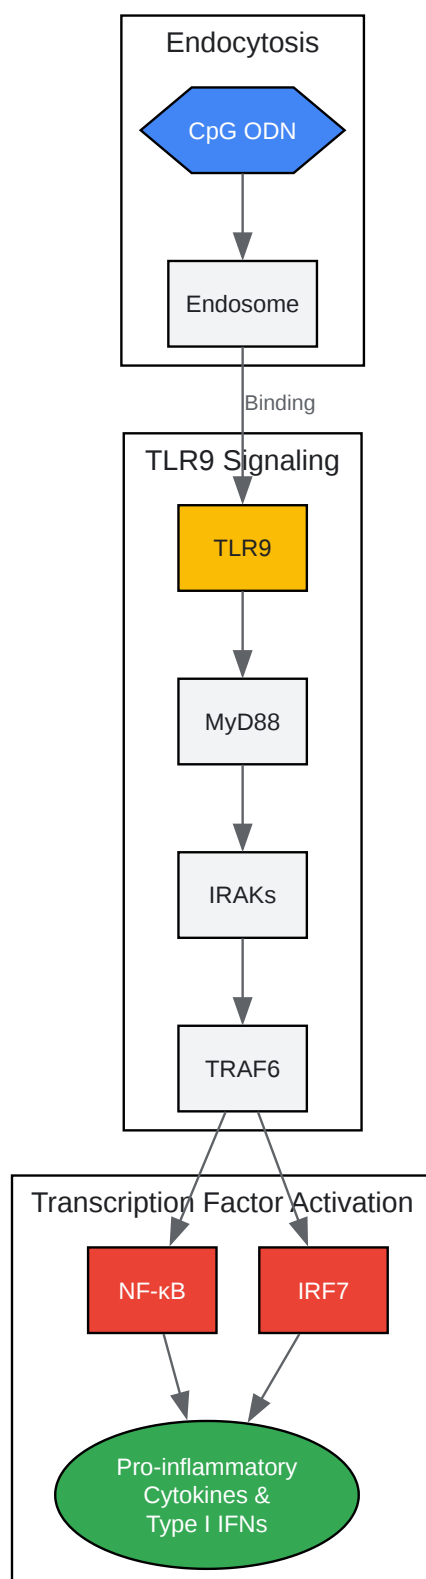 Endocytosis
CpG ODN
Endosome
Binding
TLR9 Signaling
TLR9
MyD88
IRAKs
TRAF6
Transcription Factor Activation
NF-κB
IRF7
Pro-inflammatory
Cytokines &
Type I IFNs